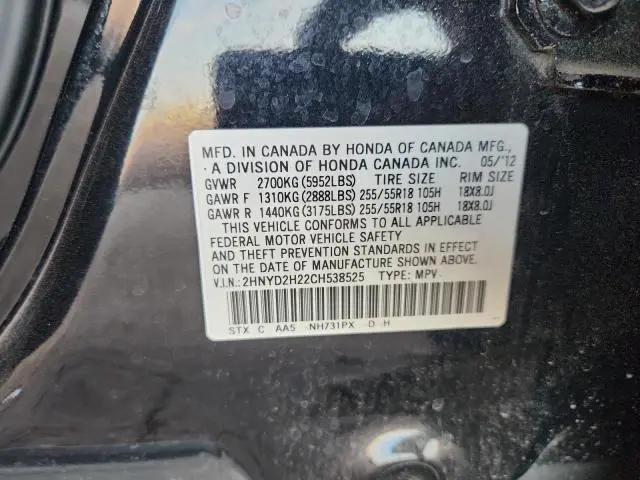 MFD. IN CANADA BY HONDA OF CANADA MFG.,
A DIVISION OF HONDA CANADA INC. 05/'12
GVWR 2700KG (5952LBS) TIRE SIZE RIM SIZE
GAWR F 1310KG (2888LBS) 255/55R18 105H 18X8.0J
GAWR R 1440KG (3175LBS) 255/55R18 105H 18X8.0J
THIS VEHICLE CONFORMS TO ALL APPLICABLE
FEDERAL MOTOR VEHICLE SAFETY
AND THEFT PREVENTION STANDARDS IN EFFECT
ON THE DATE OF MANUFACTURE SHOWN ABOVE.
V.I.N.: 2HNYD2H22CH538525 TYPE: MPV
STX C AA5 NH731PX D H